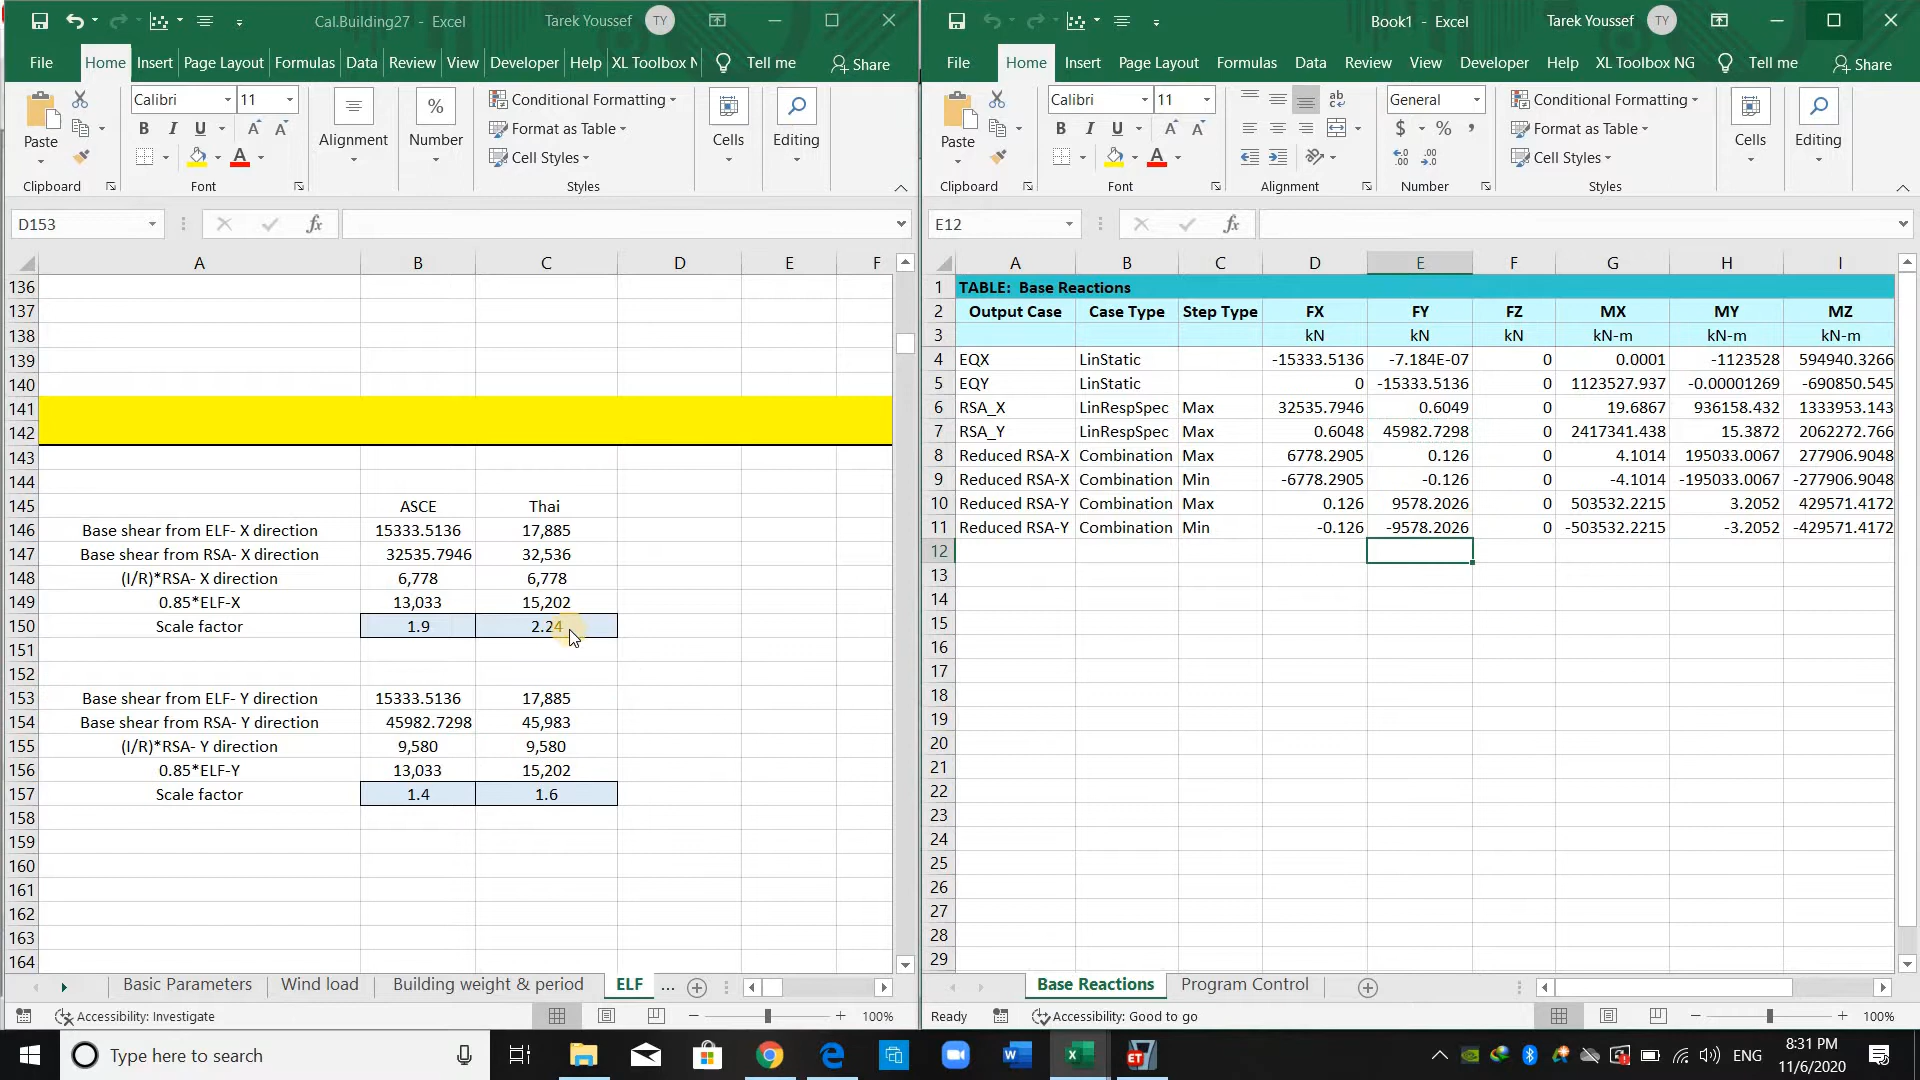 Cal.Building27 - Excel
Tarek Youssef
TY
File Home Insert Page Layout Formulas Data Review View Developer Help XL Toolbox N Tell me Share
Paste
Calibri 11
B I U
A A
A
Alignment
%
Number
Conditional Formatting
Format as Table
Cell Styles
Cells
Editing
Clipboard Font Styles
D153 fx
A B C D E F
136
137
138
139
140
141
142
143
144
145 ASCE Thai
146 Base shear from ELF- X direction 15333.5136 17,885
147 Base shear from RSA- X direction 32535.7946 32,536
148 (I/R)*RSA- X direction 6,778 6,778
149 0.85*ELF-X 13,033 15,202
150 Scale factor 1.9 2.24
151
152
153 Base shear from ELF- Y direction 15333.5136 17,885
154 Base shear from RSA- Y direction 45982.7298 45,983
155 (I/R)*RSA- Y direction 9,580 9,580
156 0.85*ELF-Y 13,033 15,202
157 Scale factor 1.4 1.6
158
159
160
161
162
163
164
Basic Parameters Wind load Building weight & period ELF ...
Accessibility: Investigate 100%
Book1 - Excel
Tarek Youssef
TY
File Home Insert Page Layout Formulas Data Review View Developer Help XL Toolbox NG Tell me Share
Paste
Calibri 11
B I U
A A
A
ab
General
$ % ,
Conditional Formatting
Format as Table
Cell Styles
Cells
Editing
Clipboard Font Alignment Number Styles
E12 fx
A B C D E F G H I
1 TABLE: Base Reactions
2 Output Case Case Type Step Type FX FY FZ MX MY MZ
3 kN kN kN kN-m kN-m kN-m
4 EQX LinStatic -15333.5136 -7.184E-07 0 0.0001 -1123528 594940.3266
5 EQY LinStatic 0 -15333.5136 0 1123527.937 -0.00001269 -690850.545
6 RSA_X LinRespSpec Max 32535.7946 0.6049 0 19.6867 936158.432 1333953.143
7 RSA_Y LinRespSpec Max 0.6048 45982.7298 0 2417341.438 15.3872 2062272.766
8 Reduced RSA-X Combination Max 6778.2905 0.126 0 4.1014 195033.0067 277906.9048
9 Reduced RSA-X Combination Min -6778.2905 -0.126 0 -4.1014 -195033.0067 -277906.9048
10 Reduced RSA-Y Combination Max 0.126 9578.2026 0 503532.2215 3.2052 429571.4172
11 Reduced RSA-Y Combination Min -0.126 -9578.2026 0 -503532.2215 -3.2052 -429571.4172
12
13
14
15
16
17
18
19
20
21
22
23
24
25
26
27
28
29
Base Reactions Program Control
Ready Accessibility: Good to go 100%
Type here to search
ENG
8:31 PM
11/6/2020